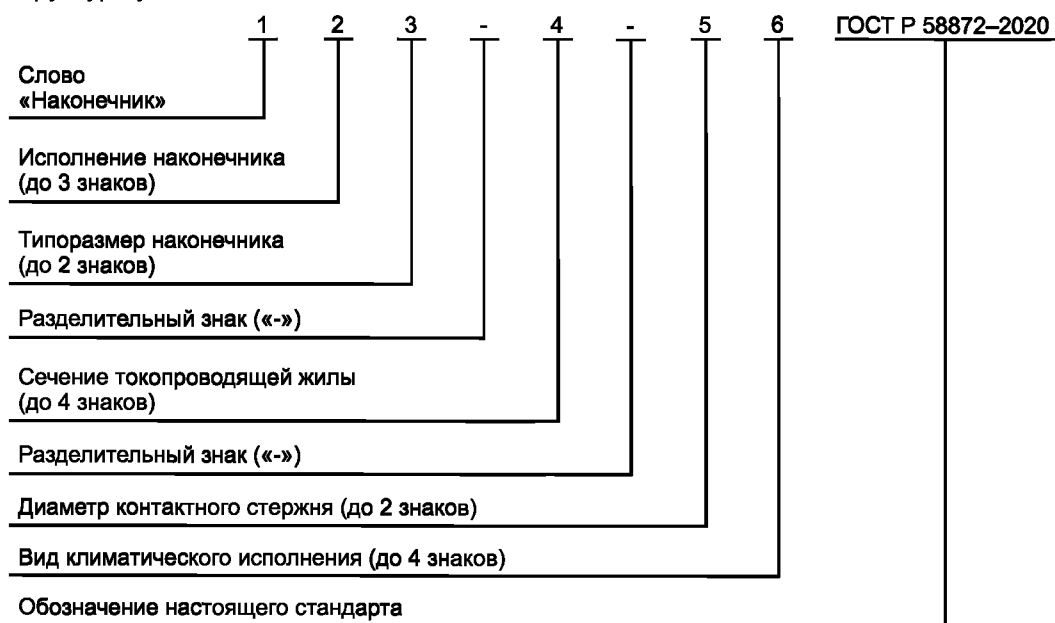 1 2 3 - 4 - 5 6 ГОСТ Р 58872–2020
Слово
«Наконечник»
Исполнение наконечника
(до 3 знаков)
Типоразмер наконечника
(до 2 знаков)
Разделительный знак («-»)
Сечение токопроводящей жилы
(до 4 знаков)
Разделительный знак («-»)
Диаметр контактного стержня (до 2 знаков)
Вид климатического исполнения (до 4 знаков)
Обозначение настоящего стандарта